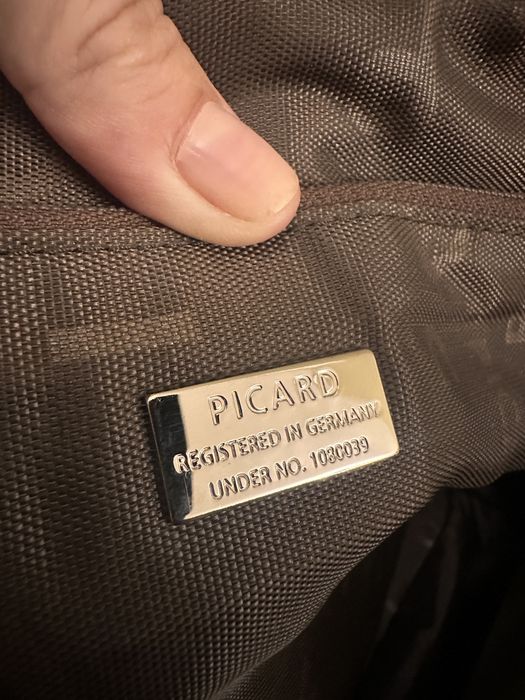 PICARD
REGISTERED IN GERMANY
UNDER NO. 1080039